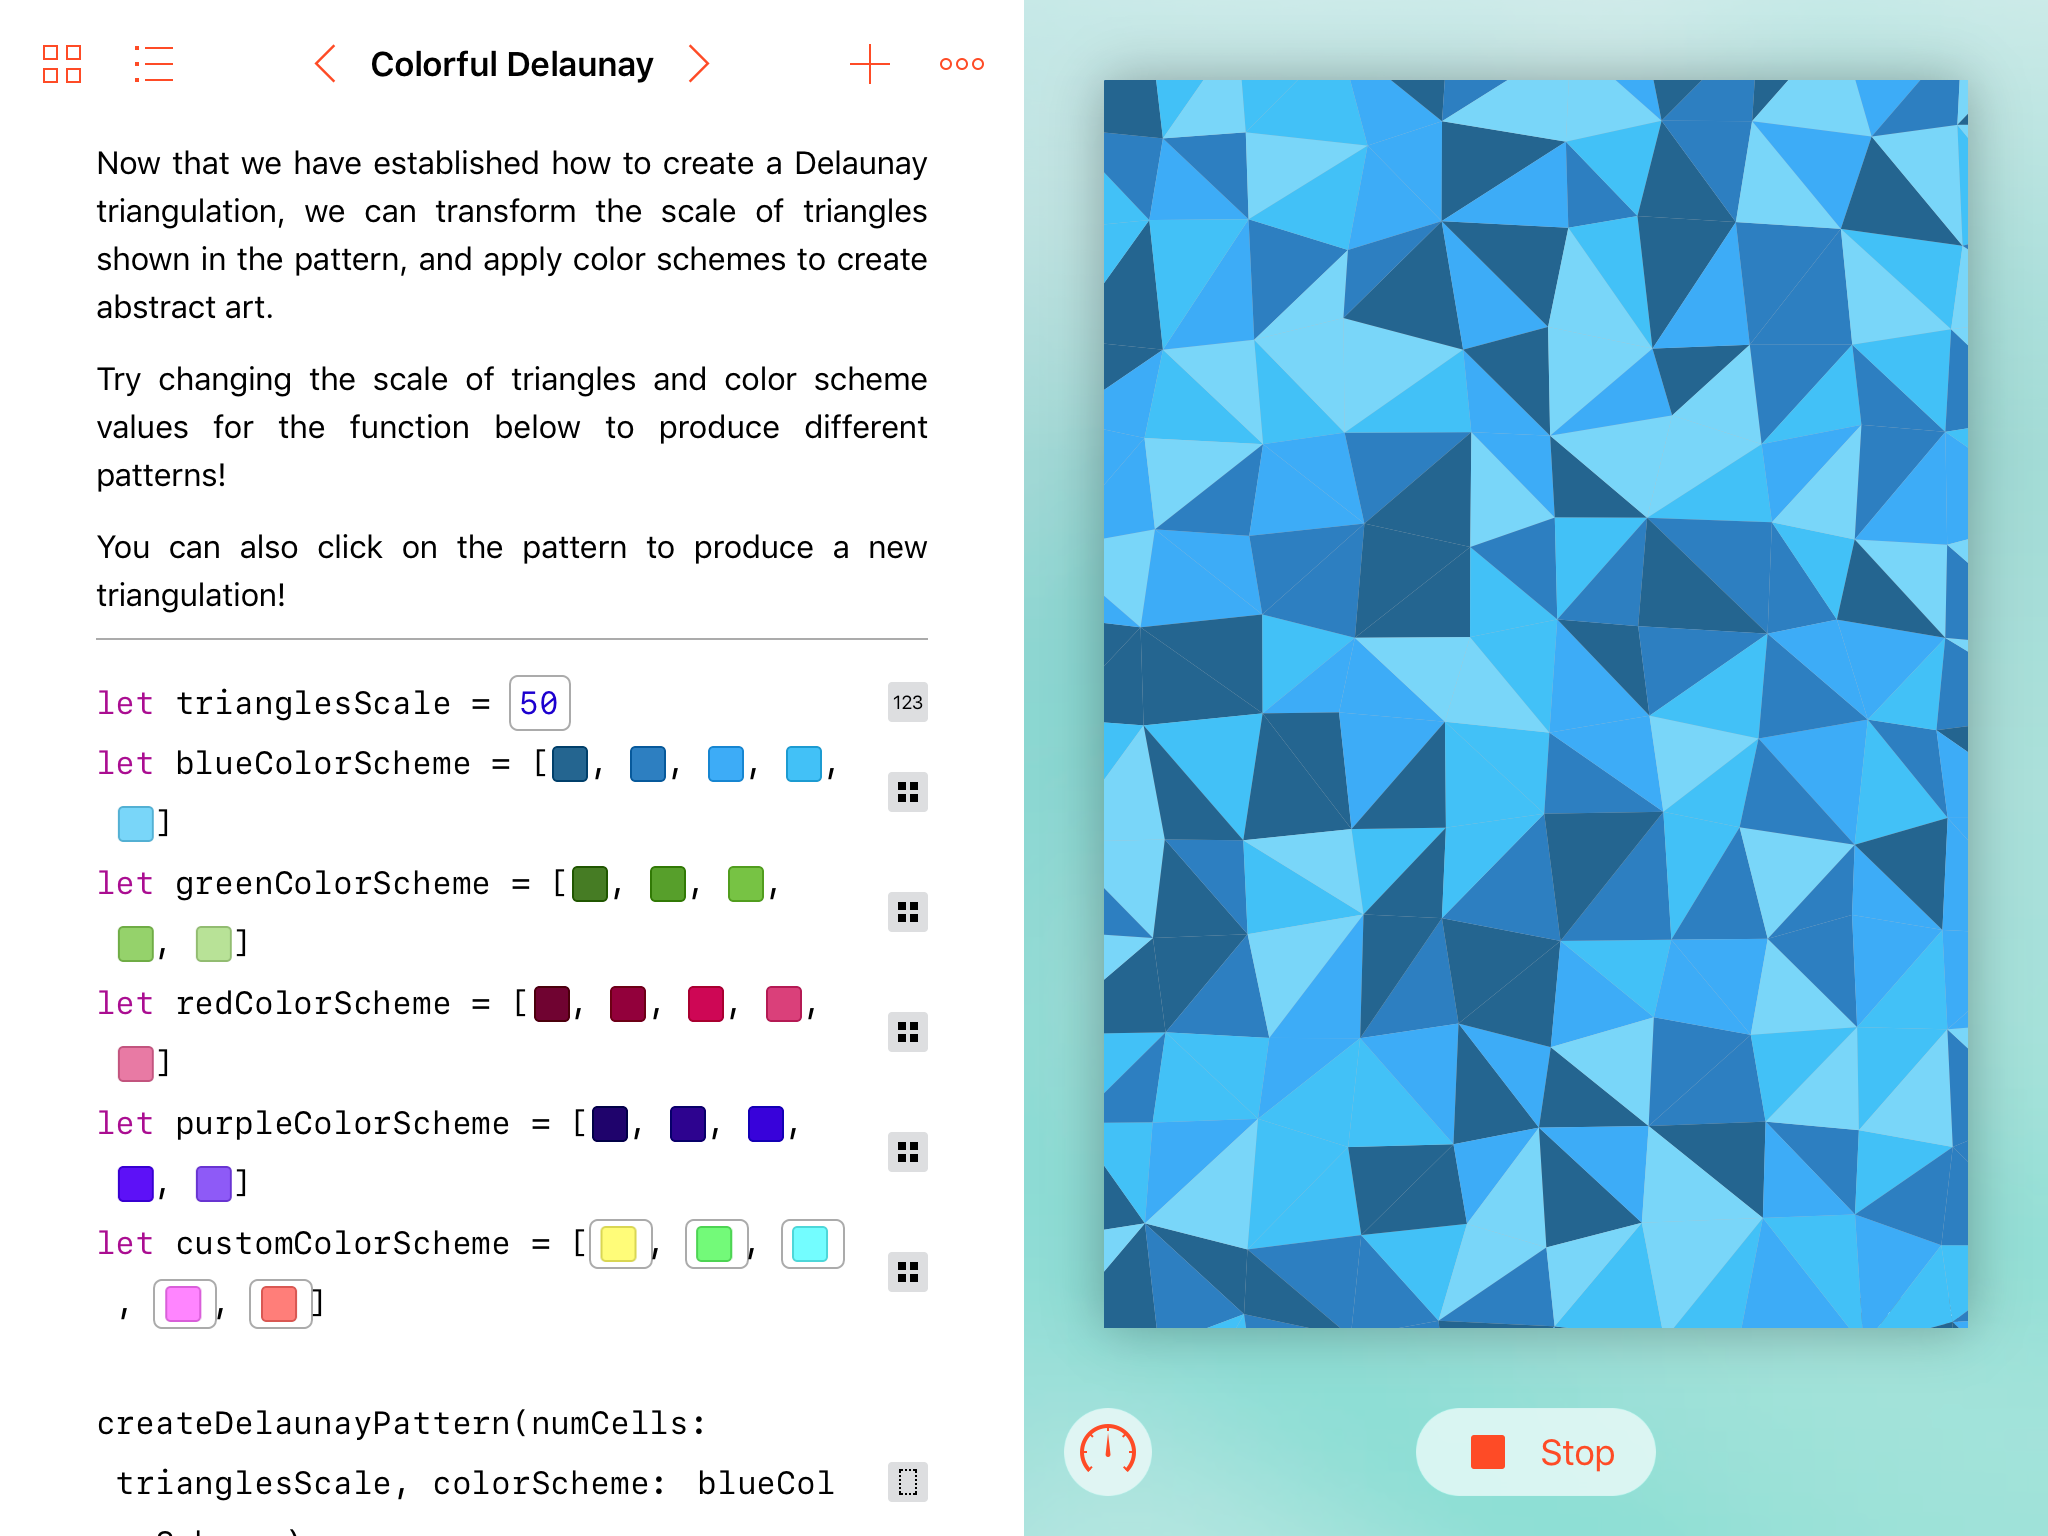 Colorful Delaunay
Now that we have established how to create a Delaunay
triangulation, we can transform the scale of triangles
shown in the pattern, and apply color schemes to create
abstract art.
Try changing the scale of triangles and color scheme
values for the function below to produce different
patterns!
You can also click on the pattern to produce a new
triangulation!
let trianglesScale = 50
123
let blueColorScheme = [ , , , ,
]
let greenColorScheme = [ , , ,
, ]
let redColorScheme = [ , , , ,
]
let purpleColorScheme = [ , , ,
, ]
let customColorScheme = [ , ,
, , ]
createDelaunayPattern(numCells:
trianglesScale, colorScheme: blueCol
Stop